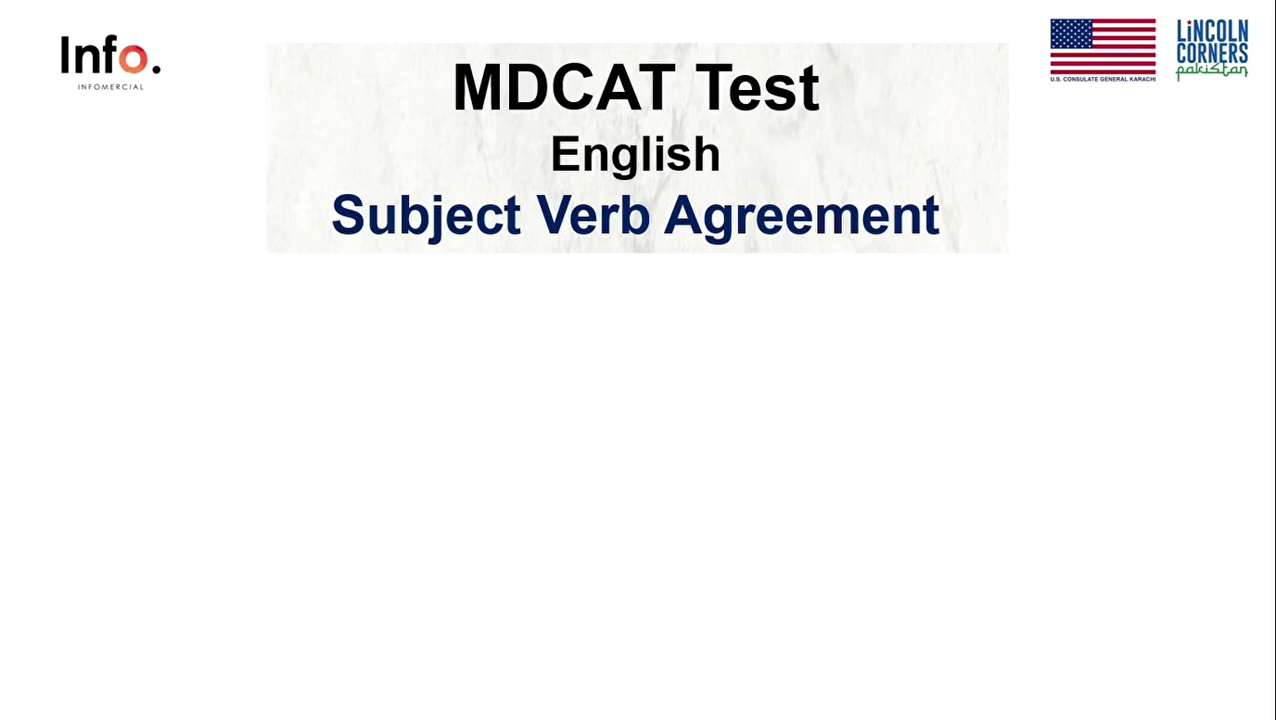 Info.
INFOMERCIAL
U.S. CONSULATE GENERAL KARACHI
LiNCOLN
CORNERS
pakistan
MDCAT Test
English
Subject Verb Agreement